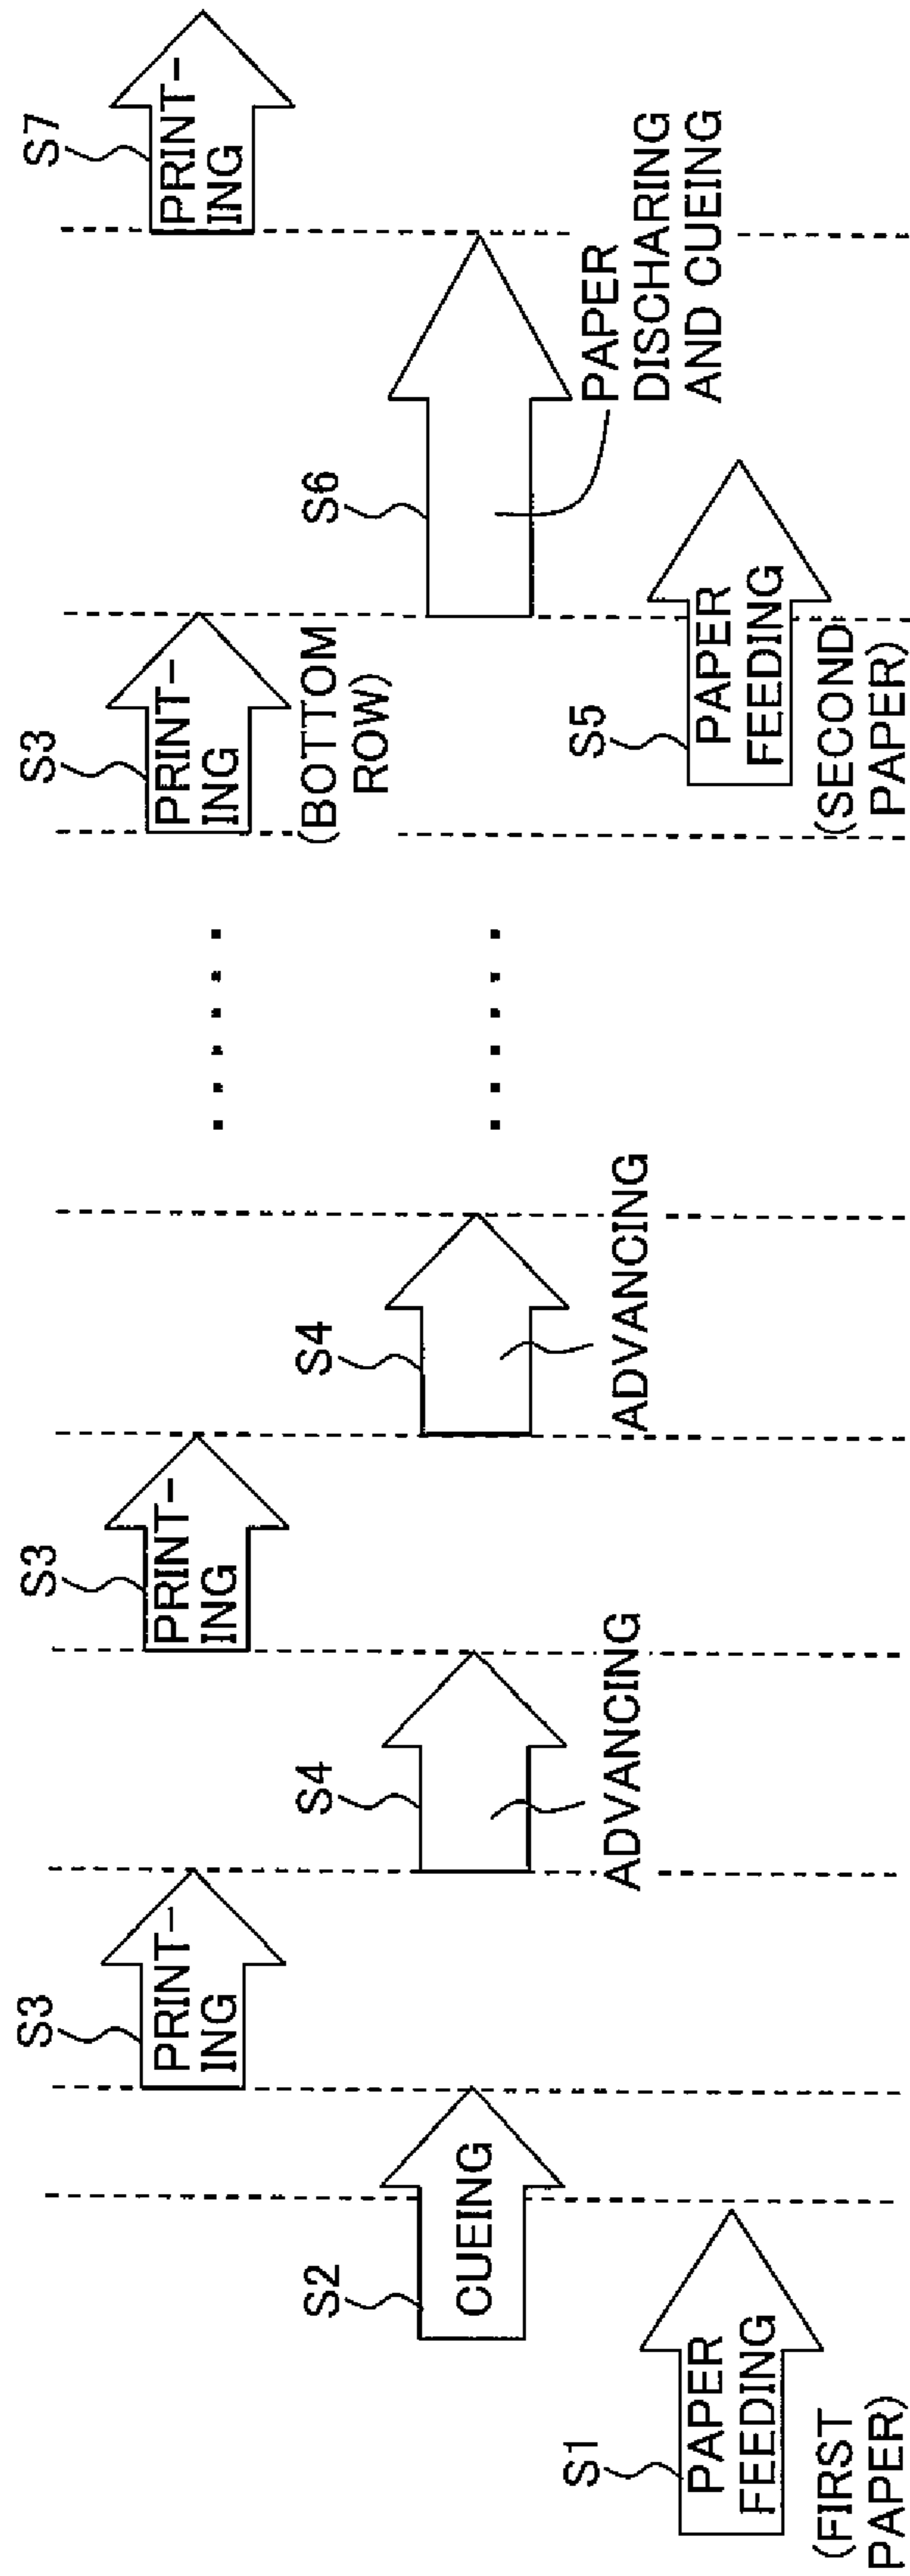 S1
PAPER
FEEDING
(FIRST
PAPER)
S2
CUEING
S3
PRINT-
ING
S4
ADVANCING
S3
PRINT-
ING
S4
ADVANCING
S3
PRINT-
ING
(BOTTOM
ROW)
S5
PAPER
FEEDING
(SECOND
PAPER)
S6
PAPER
DISCHARING
AND CUEING
S7
PRINT-
ING